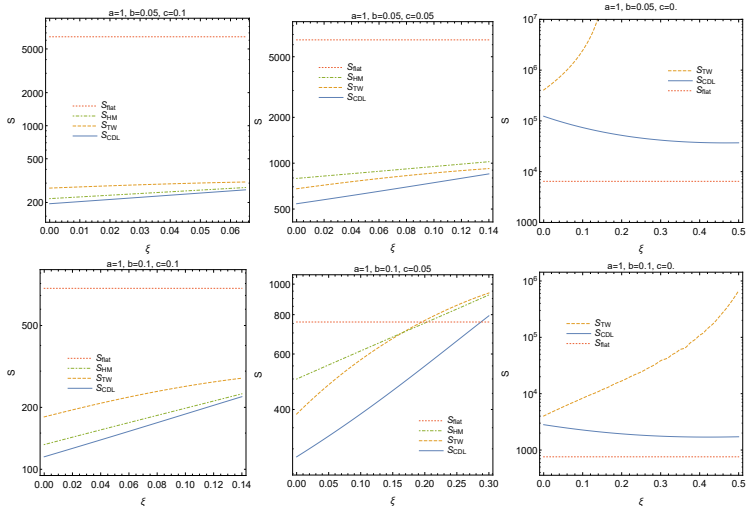 a=1, b=0.05, c=0.1
5000
1000
500
200
S
S_flat
S_HM
S_TW
S_CDL
0.00 0.01 0.02 0.03 0.04 0.05 0.06
ξ
a=1, b=0.05, c=0.05
5000
2000
1000
500
S
S_flat
S_HM
S_TW
S_CDL
0.00 0.02 0.04 0.06 0.08 0.10 0.12 0.14
ξ
a=1, b=0.05, c=0.
10^7
10^6
10^5
10^4
1000
S
S_TW
S_CDL
S_flat
0.0 0.1 0.2 0.3 0.4 0.5
ξ
a=1, b=0.1, c=0.1
500
200
100
S
S_flat
S_HM
S_TW
S_CDL
0.00 0.02 0.04 0.06 0.08 0.10 0.12 0.14
ξ
a=1, b=0.1, c=0.05
1000
800
600
400
S
S_flat
S_HM
S_TW
S_CDL
0.00 0.05 0.10 0.15 0.20 0.25 0.30
ξ
a=1, b=0.1, c=0.
10^6
10^5
10^4
1000
S
S_TW
S_CDL
S_flat
0.0 0.1 0.2 0.3 0.4 0.5
ξ